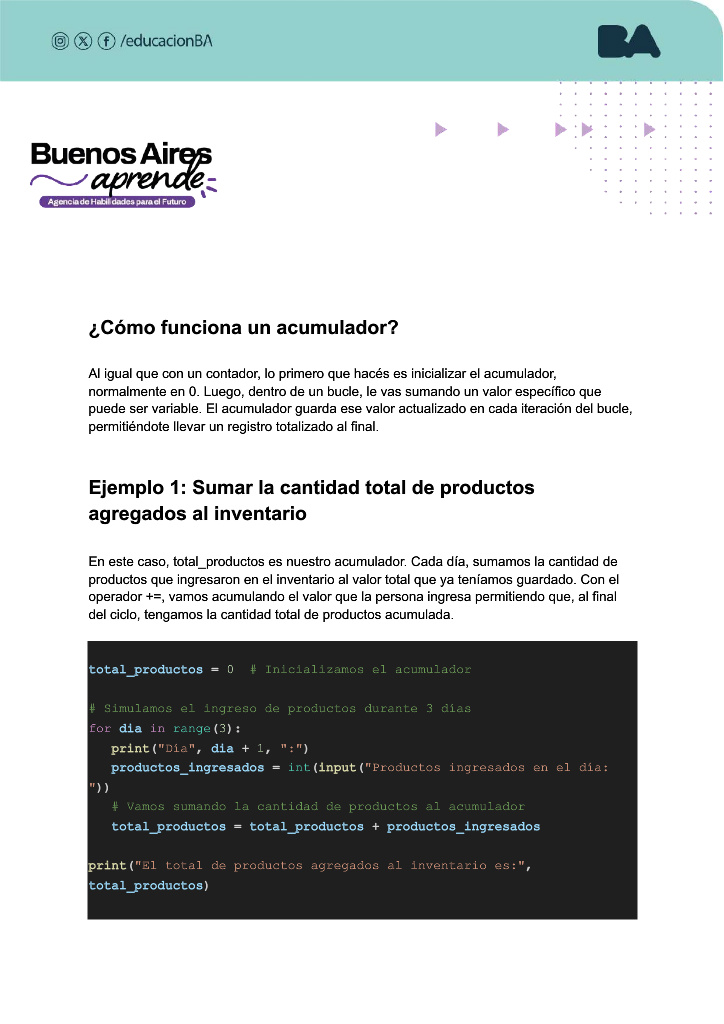 /educacionBA
BA
Buenos Aires
aprende
Agencia de Habilidades para el Futuro
¿Cómo funciona un acumulador?
Al igual que con un contador, lo primero que hacés es inicializar el acumulador,
normalmente en 0. Luego, dentro de un bucle, le vas sumando un valor específico que
puede ser variable. El acumulador guarda ese valor actualizado en cada iteración del bucle,
permitiéndote llevar un registro totalizado al final.
Ejemplo 1: Sumar la cantidad total de productos
agregados al inventario
En este caso, total_productos es nuestro acumulador. Cada día, sumamos la cantidad de
productos que ingresaron en el inventario al valor total que ya teníamos guardado. Con el
operador +=, vamos acumulando el valor que la persona ingresa permitiendo que, al final
del ciclo, tengamos la cantidad total de productos acumulada.
total_productos = 0  # Inicializamos el acumulador
# Simulamos el ingreso de productos durante 3 días
for dia in range(3):
   print("Día", dia + 1, ":")
   productos_ingresados = int(input("Productos ingresados en el día:
"))
   # Vamos sumando la cantidad de productos al acumulador
   total_productos = total_productos + productos_ingresados
print("El total de productos agregados al inventario es:",
total_productos)